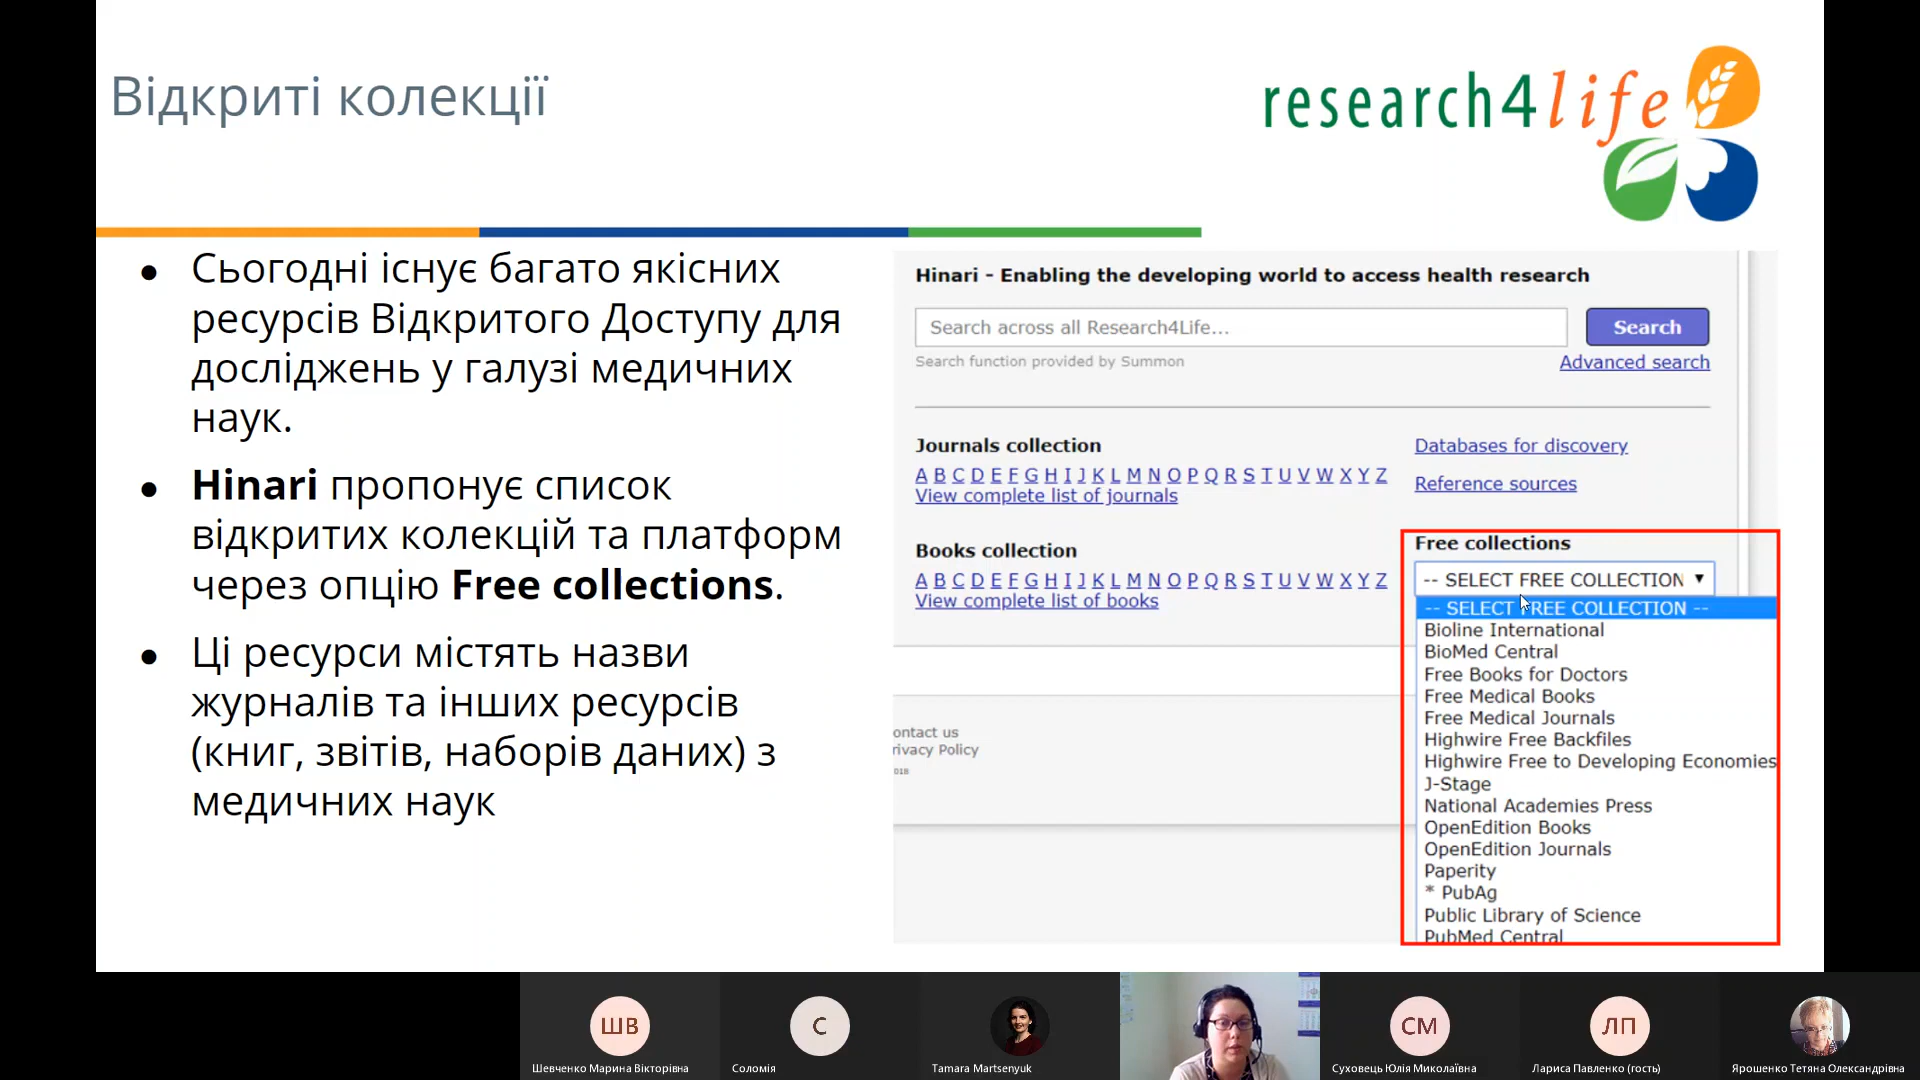 Відкриті колекції
research4life
● Сьогодні існує багато якісних
ресурсів Відкритого Доступу для
досліджень у галузі медичних
наук.
● Hinari пропонує список
відкритих колекцій та платформ
через опцію Free collections.
● Ці ресурси містять назви
журналів та інших ресурсів
(книг, звітів, наборів даних) з
медичних наук
Hinari - Enabling the developing world to access health research
Search across all Research4Life...
Search
Search function provided by Summon
Advanced search
Journals collection
A B C D E F G H I J K L M N O P Q R S T U V W X Y Z
View complete list of journals
Databases for discovery
Reference sources
Books collection
A B C D E F G H I J K L M N O P Q R S T U V W X Y Z
View complete list of books
Free collections
-- SELECT FREE COLLECTION
-- SELECT FREE COLLECTION --
Bioline International
BioMed Central
Free Books for Doctors
Free Medical Books
Free Medical Journals
Highwire Free Backfiles
Highwire Free to Developing Economies
J-Stage
National Academies Press
OpenEdition Books
OpenEdition Journals
Paperity
* PubAg
Public Library of Science
PubMed Central
ontact us
rivacy Policy
018
ШВ
Шевченко Марина Вікторівна
С
Соломія
Tamara Martsenyuk
СМ
Суховець Юлія Миколаївна
ЛП
Лариса Павленко (гость)
Ярошенко Тетяна Олександрівна